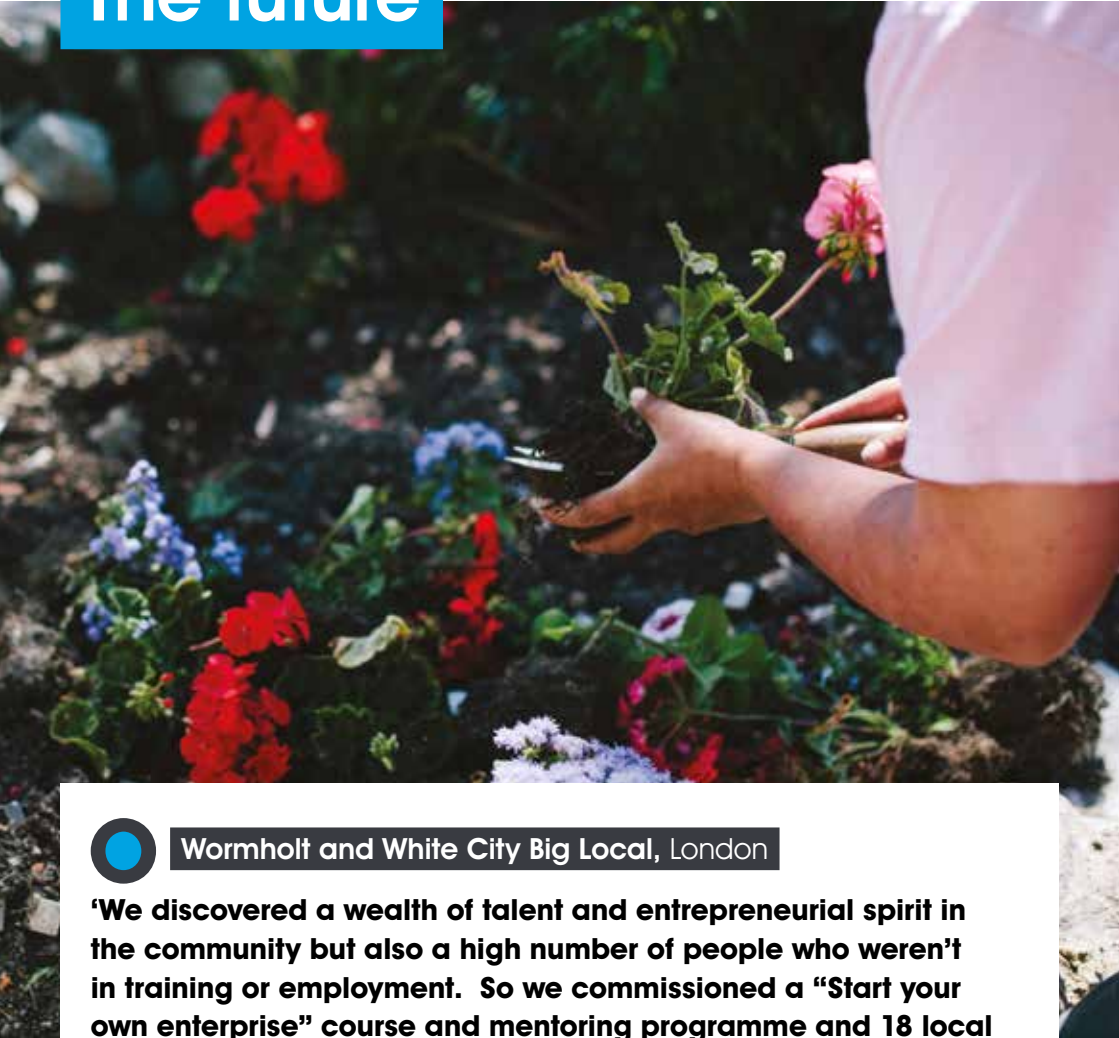 the future
Wormholt and White City Big Local, London
‘We discovered a wealth of talent and entrepreneurial spirit in
the community but also a high number of people who weren’t
in training or employment.  So we commissioned a “Start your
own enterprise” course and mentoring programme and 18 local